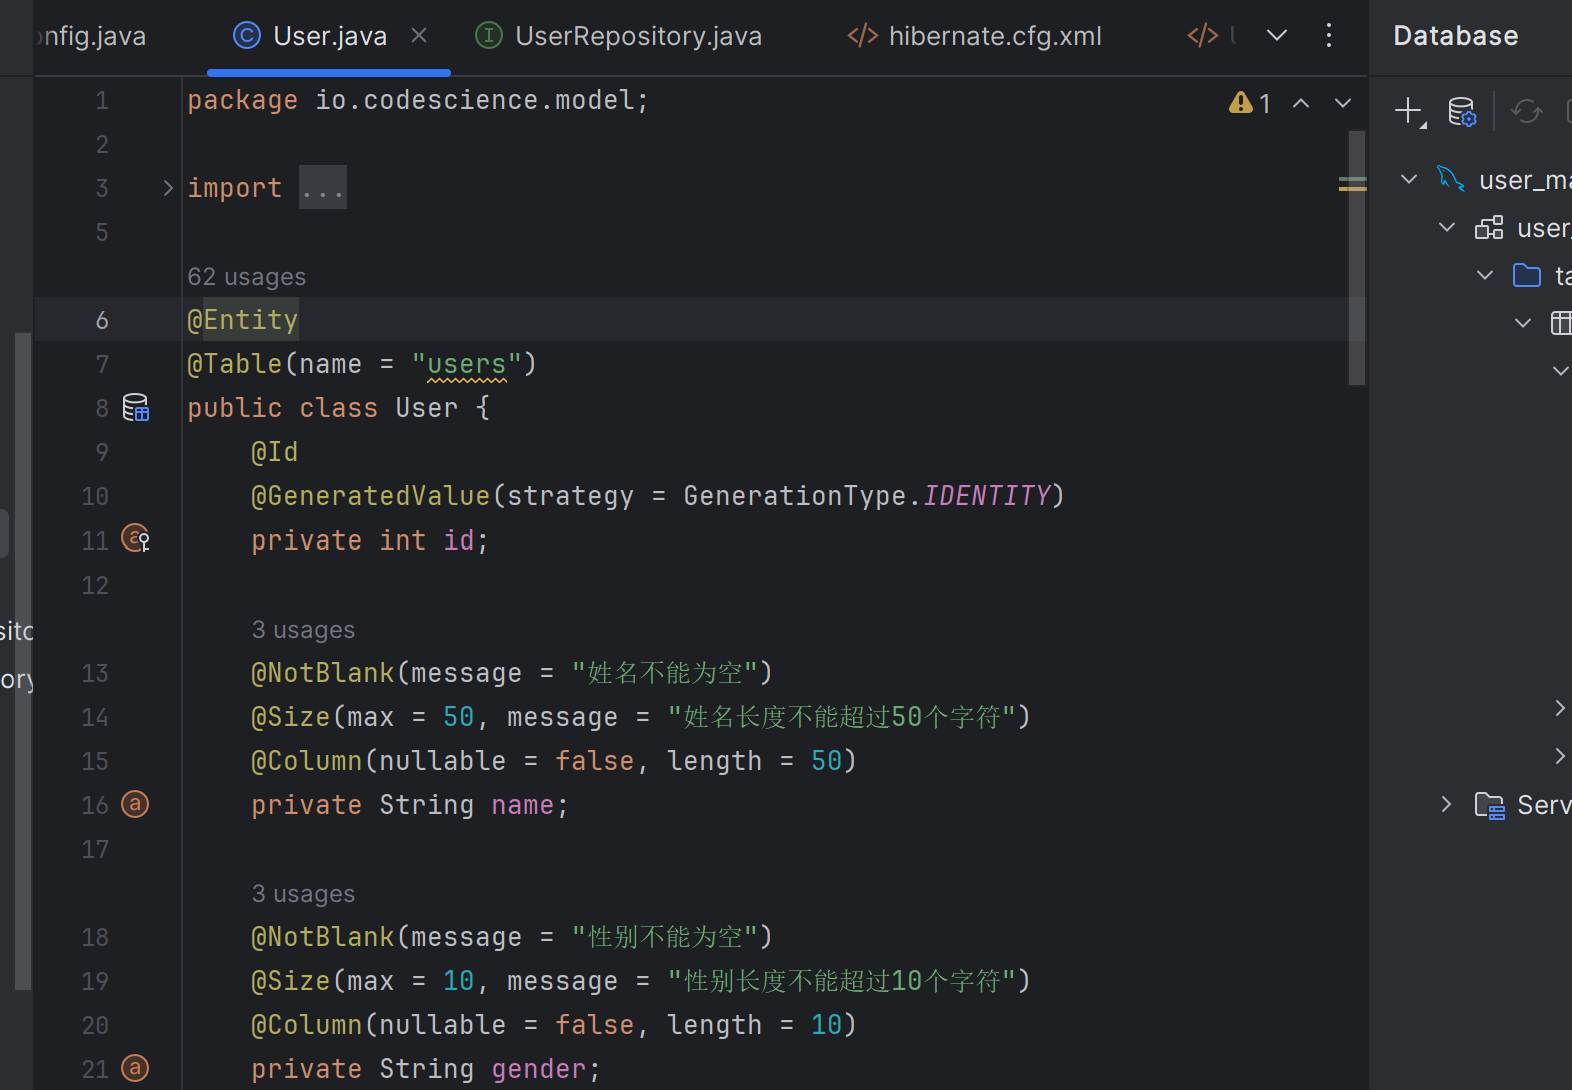 onfig.java
User.java
UserRepository.java
hibernate.cfg.xml
Database
1 package io.codescience.model;
1
2
3 import ...
5
62 usages
6 @Entity
7 @Table(name = "users")
8 public class User {
9 @Id
10 @GeneratedValue(strategy = GenerationType.IDENTITY)
11 private int id;
12
3 usages
13 @NotBlank(message = "姓名不能为空")
14 @Size(max = 50, message = "姓名长度不能超过50个字符")
15 @Column(nullable = false, length = 50)
16 private String name;
17
3 usages
18 @NotBlank(message = "性别不能为空")
19 @Size(max = 10, message = "性别长度不能超过10个字符")
20 @Column(nullable = false, length = 10)
21 private String gender;
sito
ory
user_ma
user_
ta
Serv